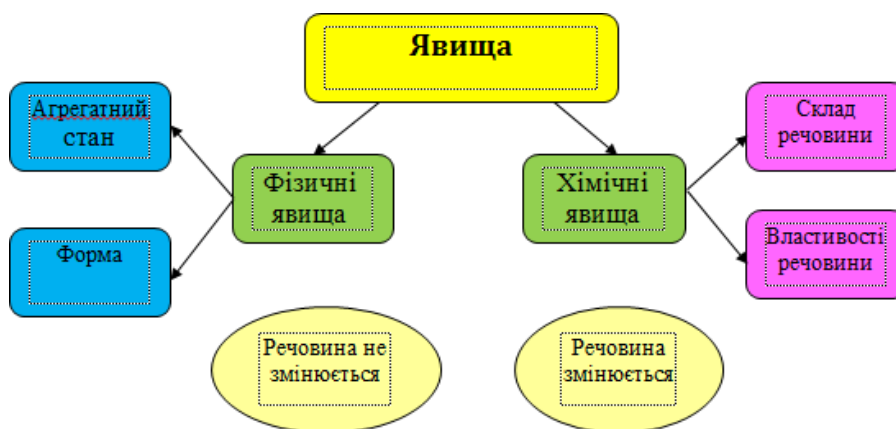 Явища
Агрегатний
стан
Склад
речовини
Фізичні
явища
Хімічні
явища
Форма
Властивості
речовини
Речовина не
змінюється
Речовина
змінюється